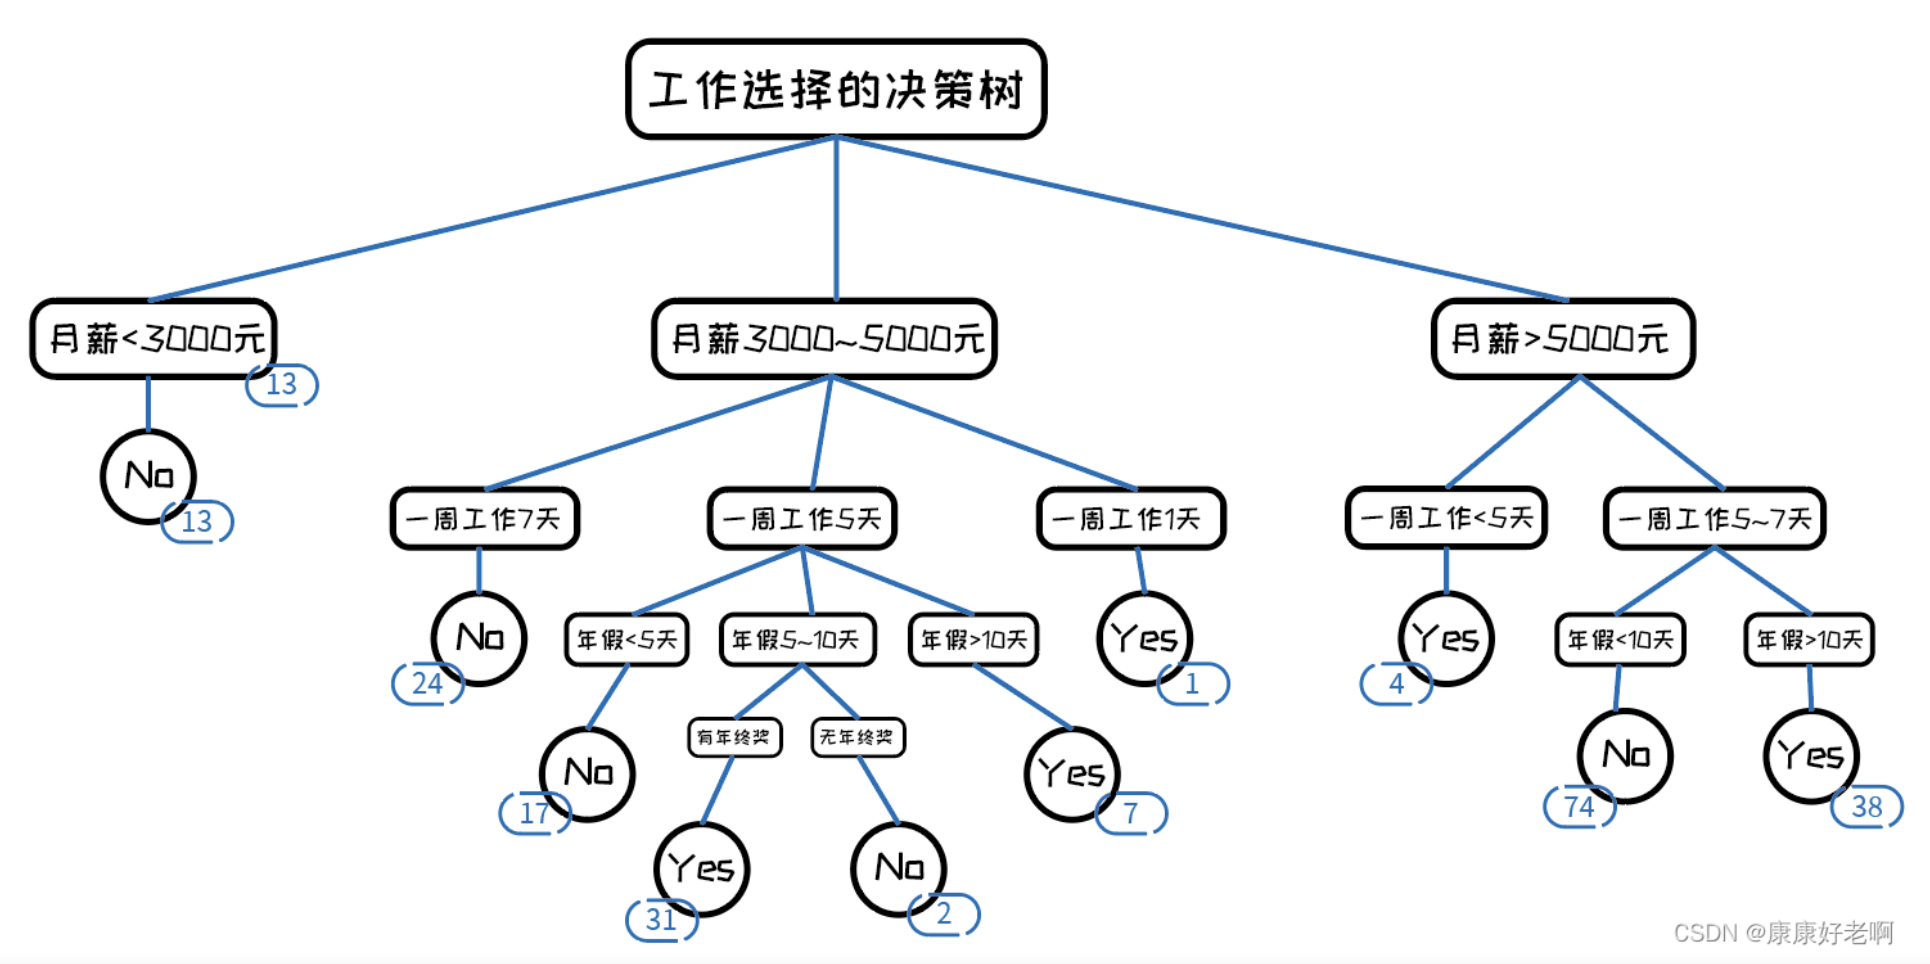 工作选择的决策树
月薪<3000元
13
No
13
月薪3000~5000元
一周工作7天
No
24
一周工作5天
年假<5天
No
17
年假5~10天
有年终奖
Yes
31
无年终奖
No
2
年假>10天
Yes
7
一周工作1天
Yes
1
月薪>5000元
一周工作<5天
Yes
4
一周工作5~7天
年假<10天
No
74
年假>10天
Yes
38
CSDN @康康好老啊